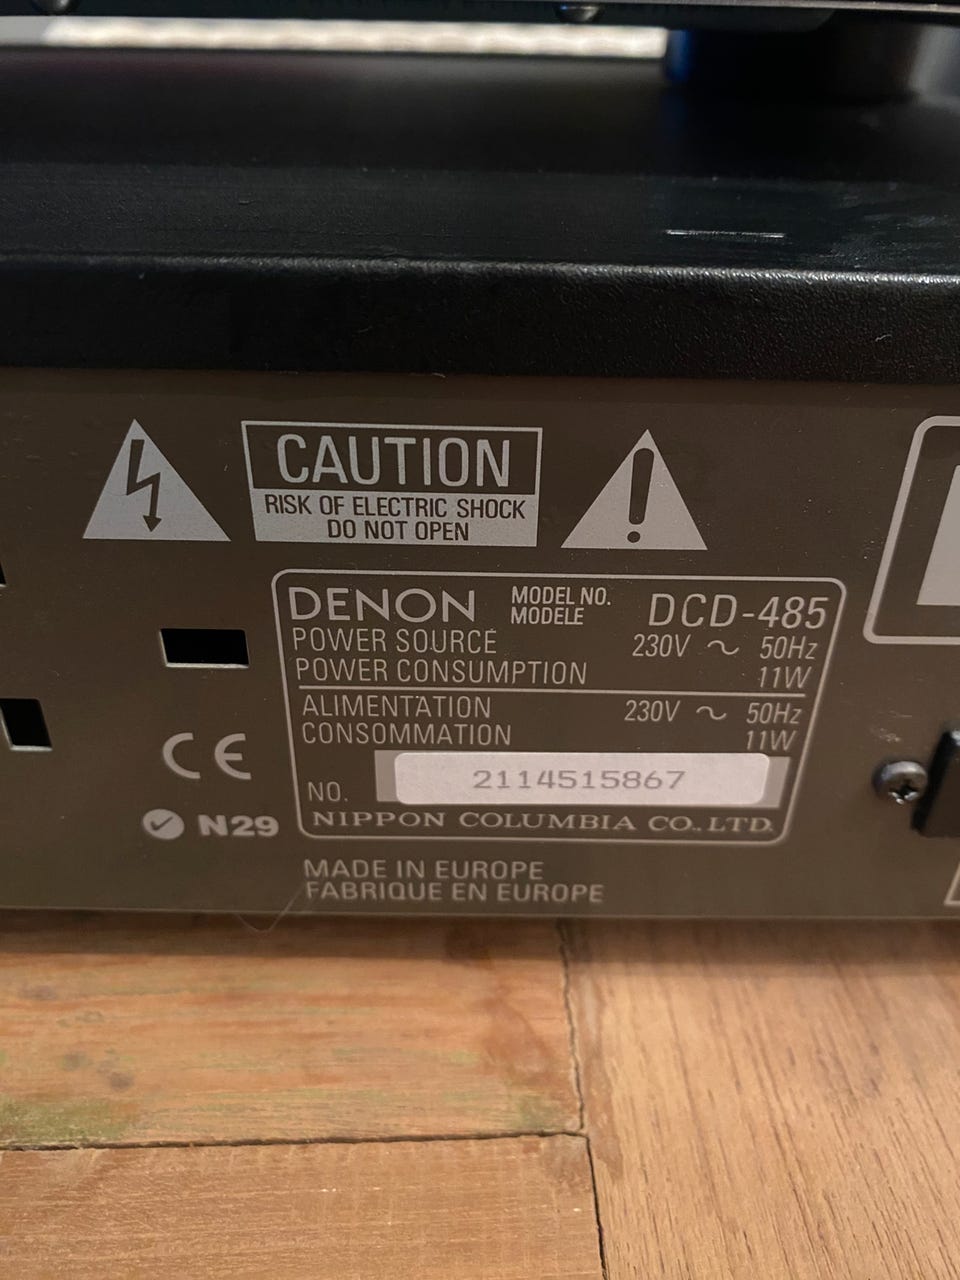 CAUTION
RISK OF ELECTRIC SHOCK
DO NOT OPEN
DENON MODEL NO. DCD-485
MODELE
POWER SOURCE 230V ~ 50Hz
POWER CONSUMPTION 11W
ALIMENTATION 230V ~ 50Hz
CONSOMMATION 11W
NO. 2114515867
NIPPON COLUMBIA CO., LTD.
CE
N29
MADE IN EUROPE
FABRIQUE EN EUROPE